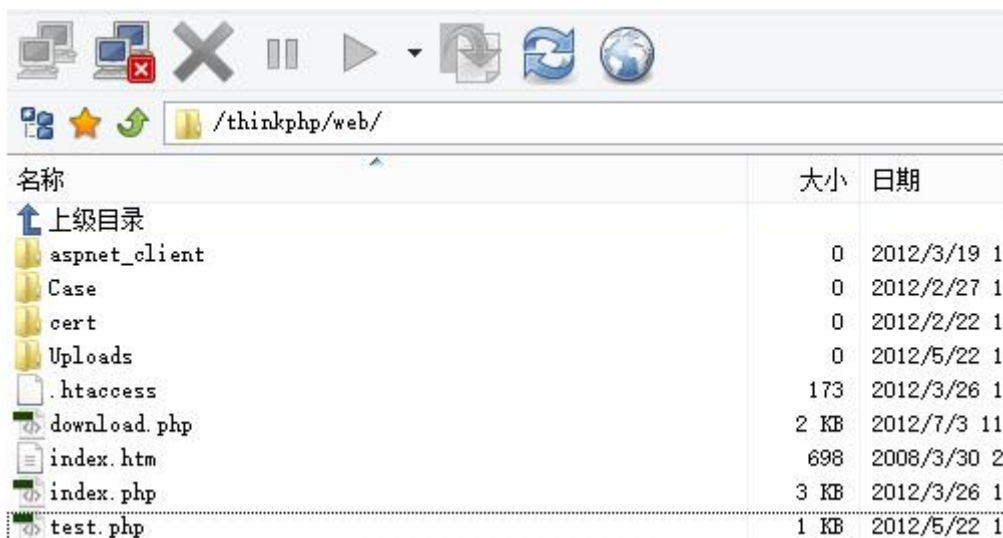 /thinkphp/web/
名称 大小 日期
上级目录
aspnet_client 0 2012/3/19 1
Case 0 2012/2/27 1
cert 0 2012/2/22 1
Uploads 0 2012/5/22 1
.htaccess 173 2012/3/26 1
download.php 2 KB 2012/7/3 11
index.htm 698 2008/3/30 2
index.php 3 KB 2012/3/26 1
test.php 1 KB 2012/5/22 1